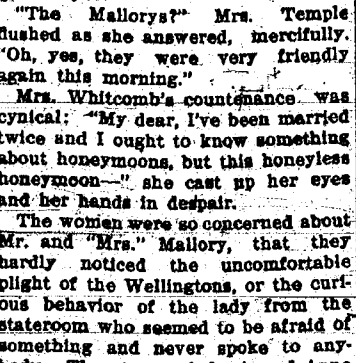 "The Mallorys?" Mrs. Temple
flushed as she answered, mercifully.
"Oh, yes, they were very friendly
again this morning."
Mrs. Whitcomb's countenance was
cynical: "My dear, I've been married
twice and I ought to know something
about honeymoons, but this honeyless
honeymoon—" she cast up her eyes
and her hands in despair.
The women were so concerned about
Mr. and "Mrs." Mallory, that they
hardly noticed the uncomfortable
plight of the Wellingtons, or the curi-
ous behavior of the lady from the
stateroom who seemed to be afraid of
something and never spoke to any-